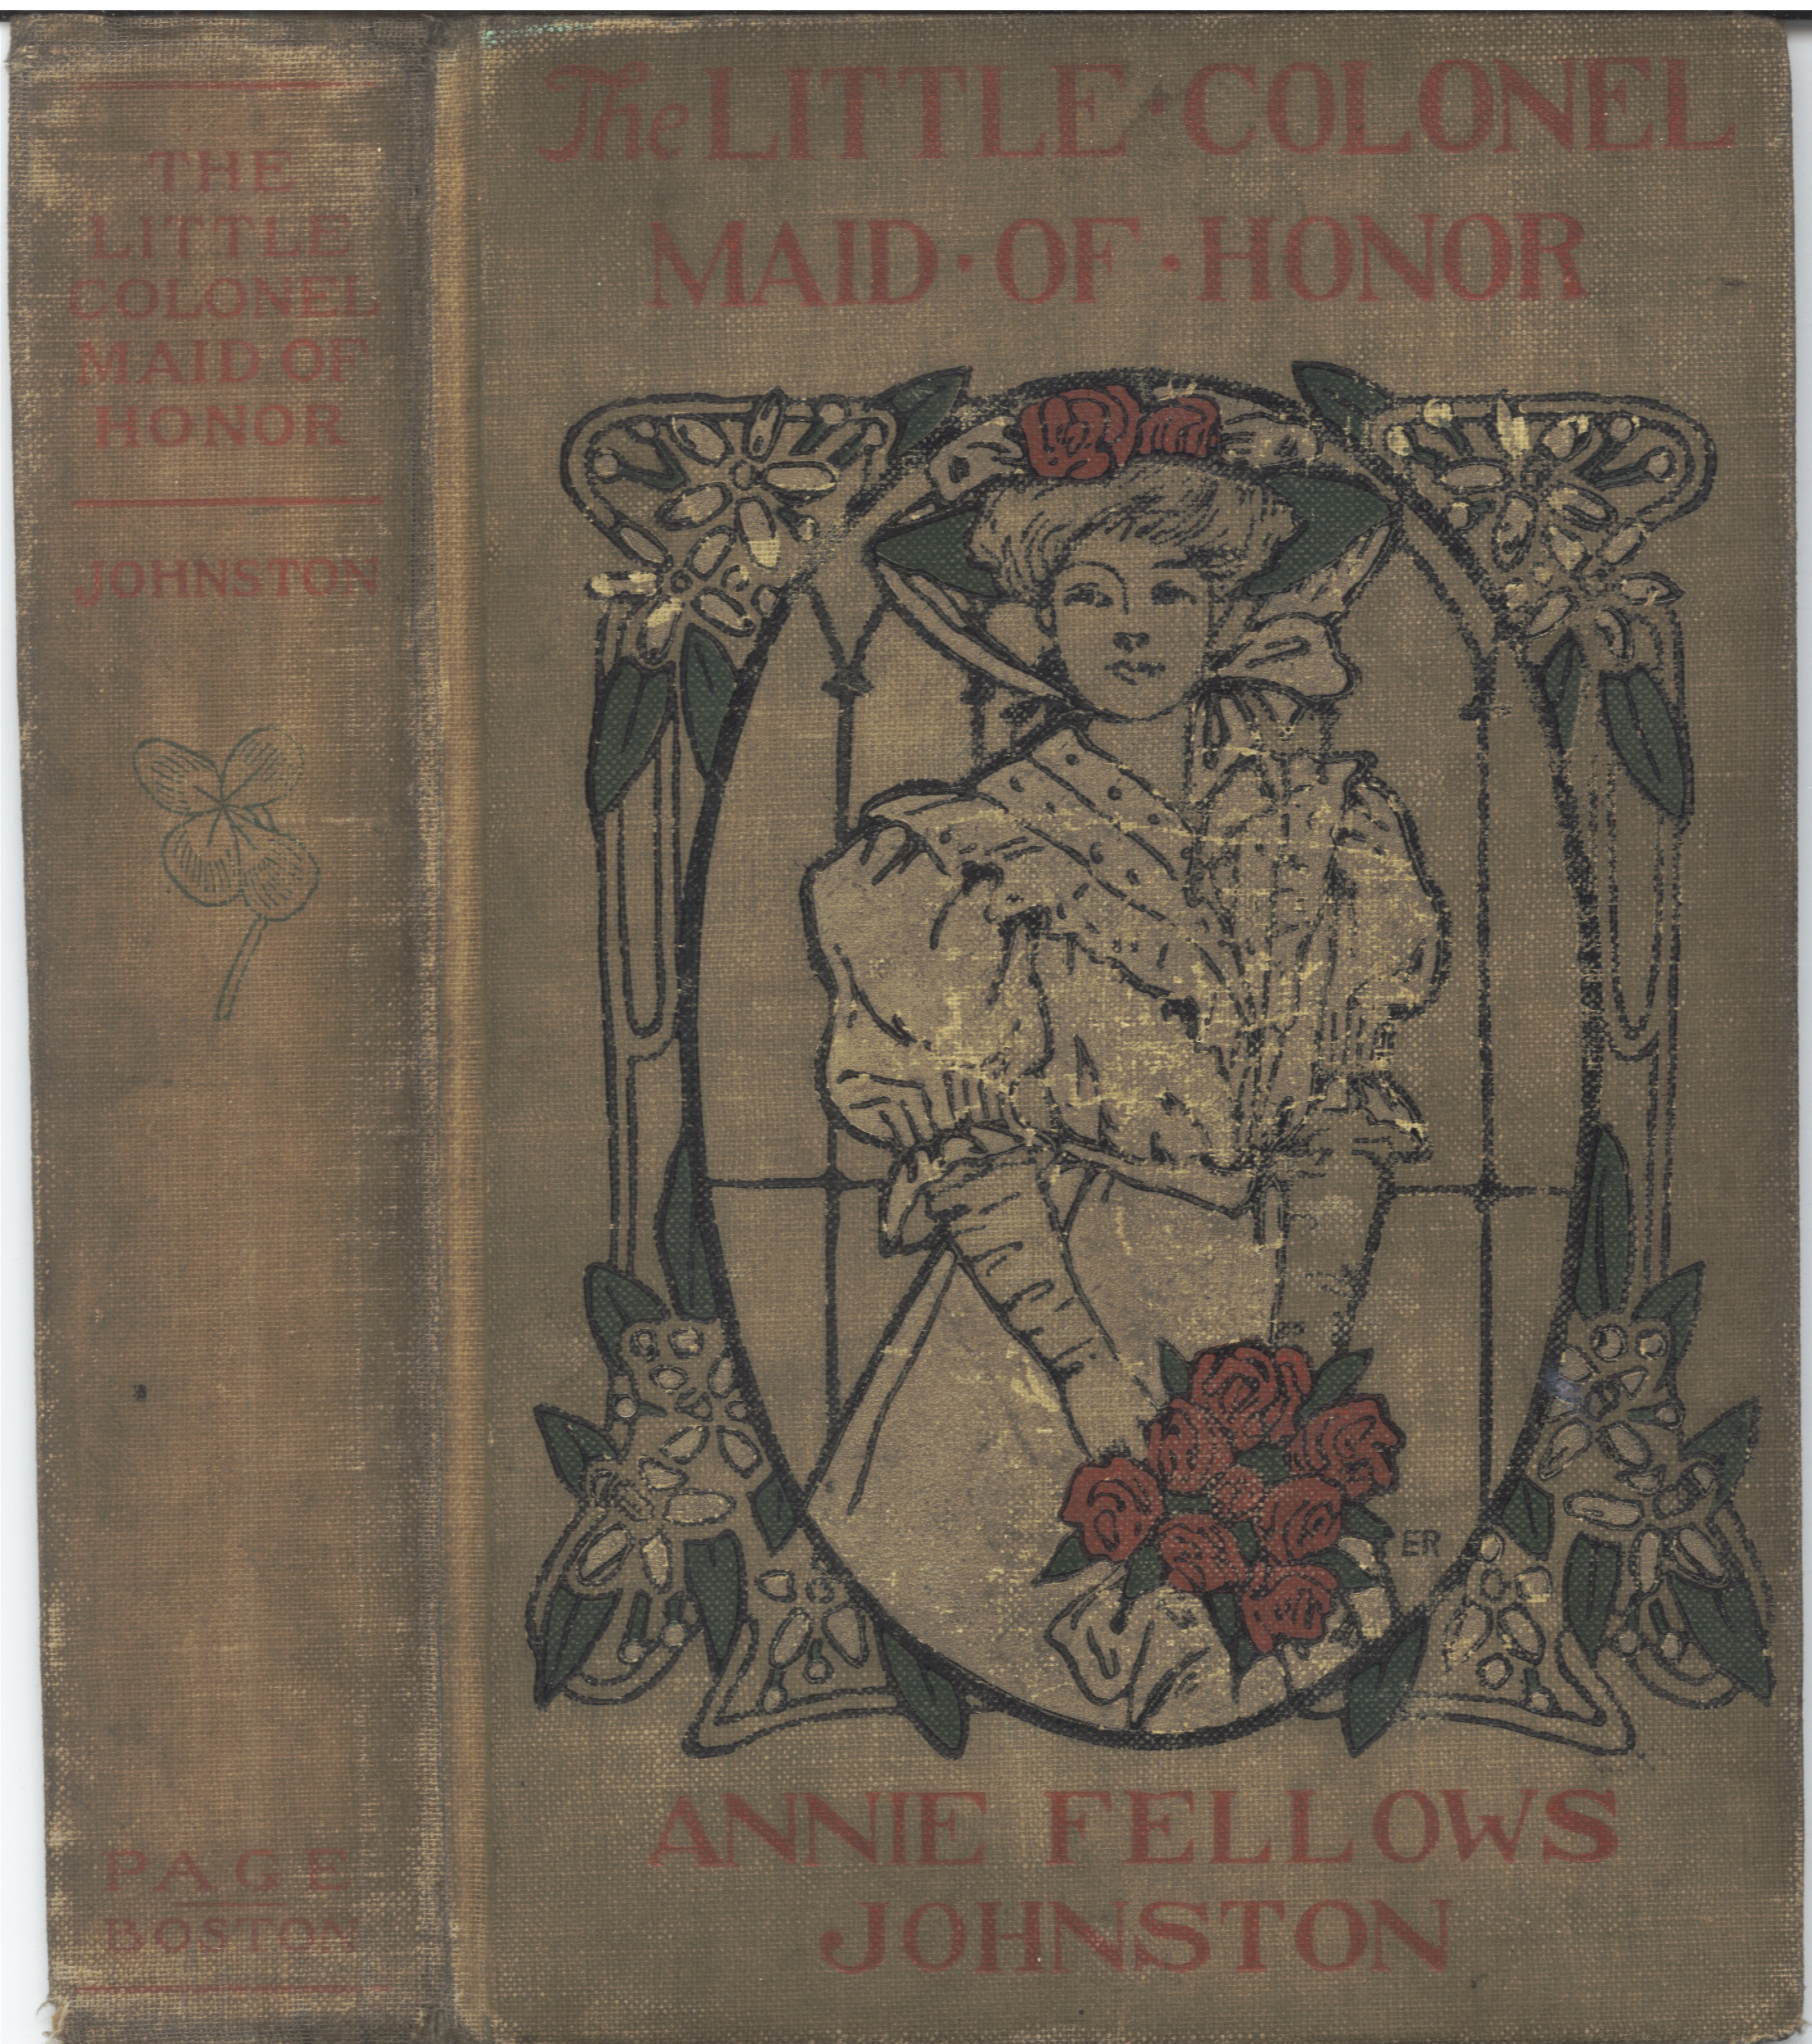 THE
LITTLE
COLONEL
MAID OF
HONOR
JOHNSTON
PAGE
BOSTON
The LITTLE · COLONEL
MAID · OF · HONOR
ER
ANNIE FELLOWS
JOHNSTON